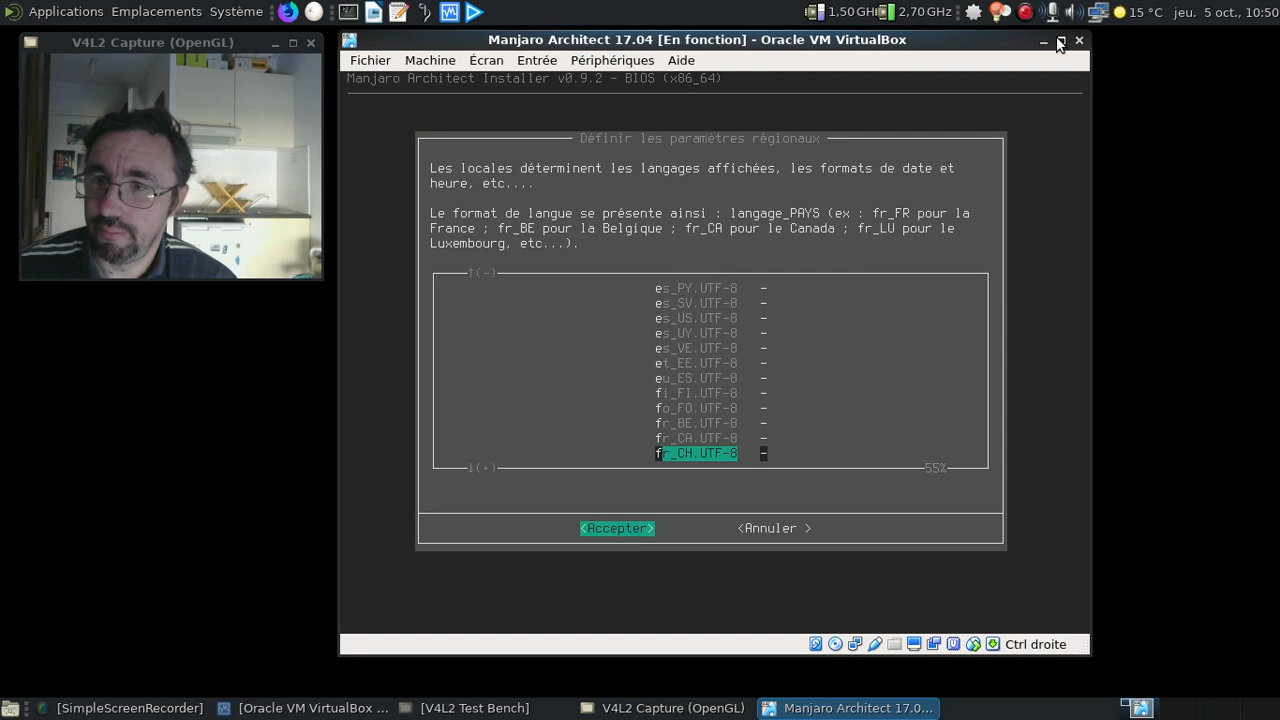 Applications Emplacements Système
1,50 GH
2,70 GHz
15 °C jeu. 5 oct., 10:50
V4L2 Capture (OpenGL)
Manjaro Architect 17.04 [En fonction] - Oracle VM VirtualBox
Fichier Machine Écran Entrée Périphériques Aide
Manjaro Architect Installer v0.9.2 - BIOS (x86_64)
Définir les paramètres régionaux
Les locales déterminent les langages affichées, les formats de date et
heure, etc....
Le format de langue se présente ainsi : langage_PAYS (ex : fr_FR pour la
France ; fr_BE pour la Belgique ; fr_CA pour le Canada ; fr_LU pour le
Luxembourg, etc...).
↑(-)
es_PY.UTF-8 -
es_SV.UTF-8 -
es_US.UTF-8 -
es_UY.UTF-8 -
es_VE.UTF-8 -
et_EE.UTF-8 -
eu_ES.UTF-8 -
fi_FI.UTF-8 -
fo_FO.UTF-8 -
fr_BE.UTF-8 -
fr_CA.UTF-8 -
fr_CH.UTF-8 -
↓(+) 55%
<Accepter> <Annuler >
Ctrl droite
[SimpleScreenRecorder] [Oracle VM VirtualBox ... [V4L2 Test Bench] V4L2 Capture (OpenGL) Manjaro Architect 17.0...